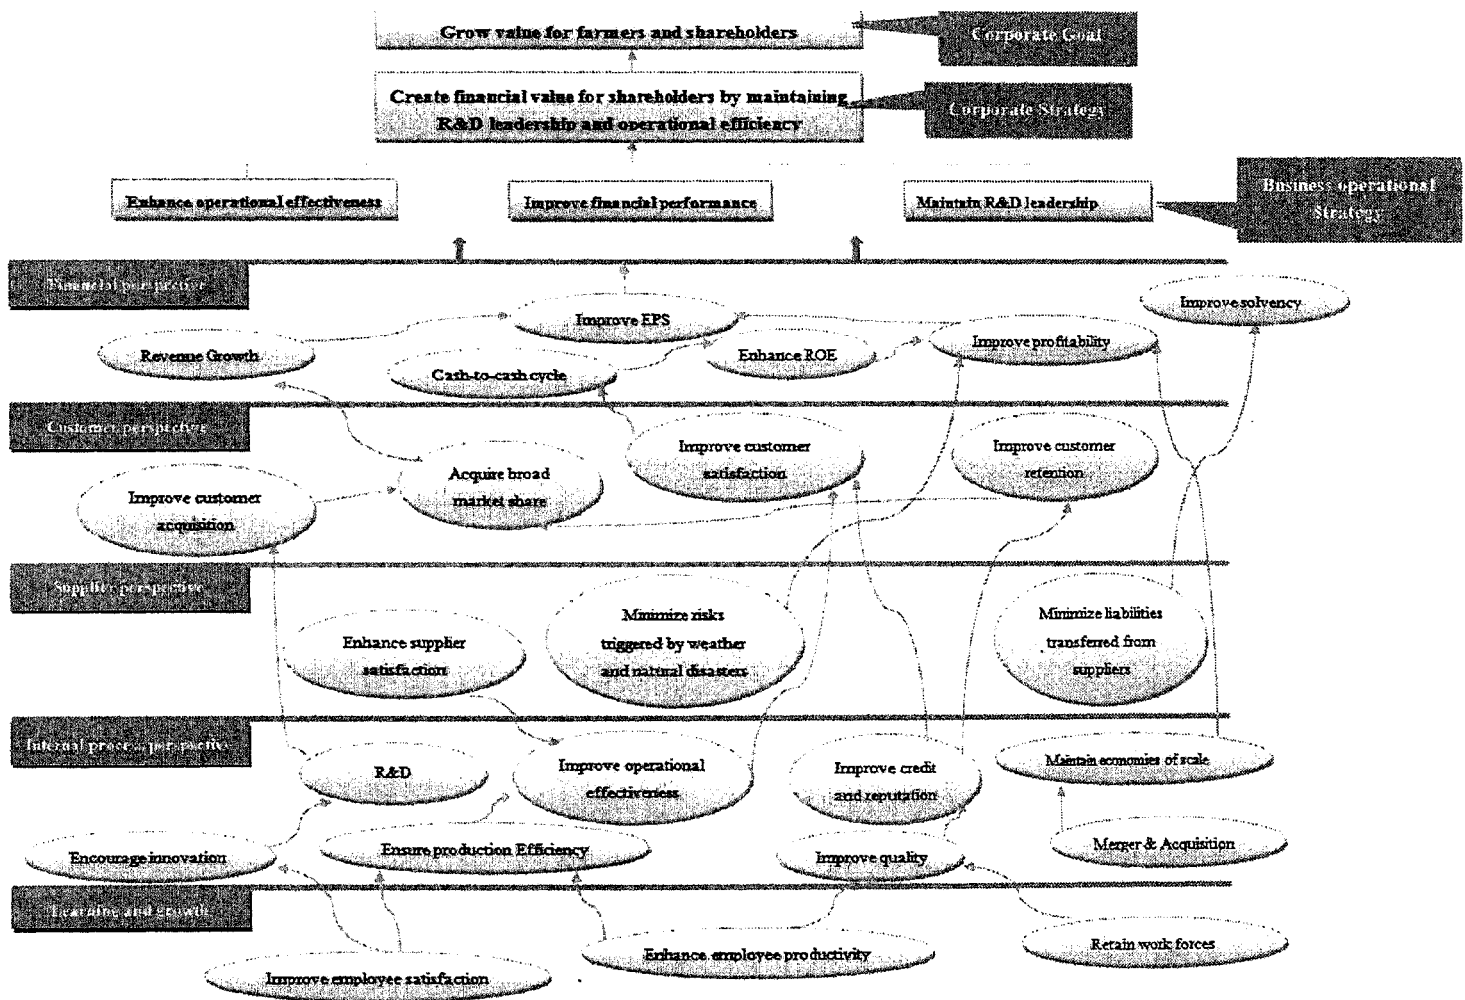 Grow value for farmers and shareholders
Corporate Goal
Create financial value for shareholders by maintaining
R&D leadership and operational efficiency
Corporate Strategy
Business operational
Strategy
Enhance operational effectiveness
Improve financial performance
Maintain R&D leadership
Financial perspective
Improve solvency
Improve EPS
Revenue Growth
Enhance ROE
Improve profitability
Cash-to-cash cycle
Customer perspective
Improve customer
satisfaction
Improve customer
retention
Acquire broad
market share
Improve customer
acquisition
Supplier perspective
Enhance supplier
satisfaction
Minimize risks
triggered by weather
and natural disasters
Minimize liabilities
transferred from
suppliers
Internal process perspective
R&D
Improve operational
effectiveness
Improve credit
and reputation
Maintain economies of scale
Encourage innovation
Ensure production Efficiency
Improve quality
Merger & Acquisition
Learning and growth
Improve employee satisfaction
Enhance employee productivity
Retain work forces